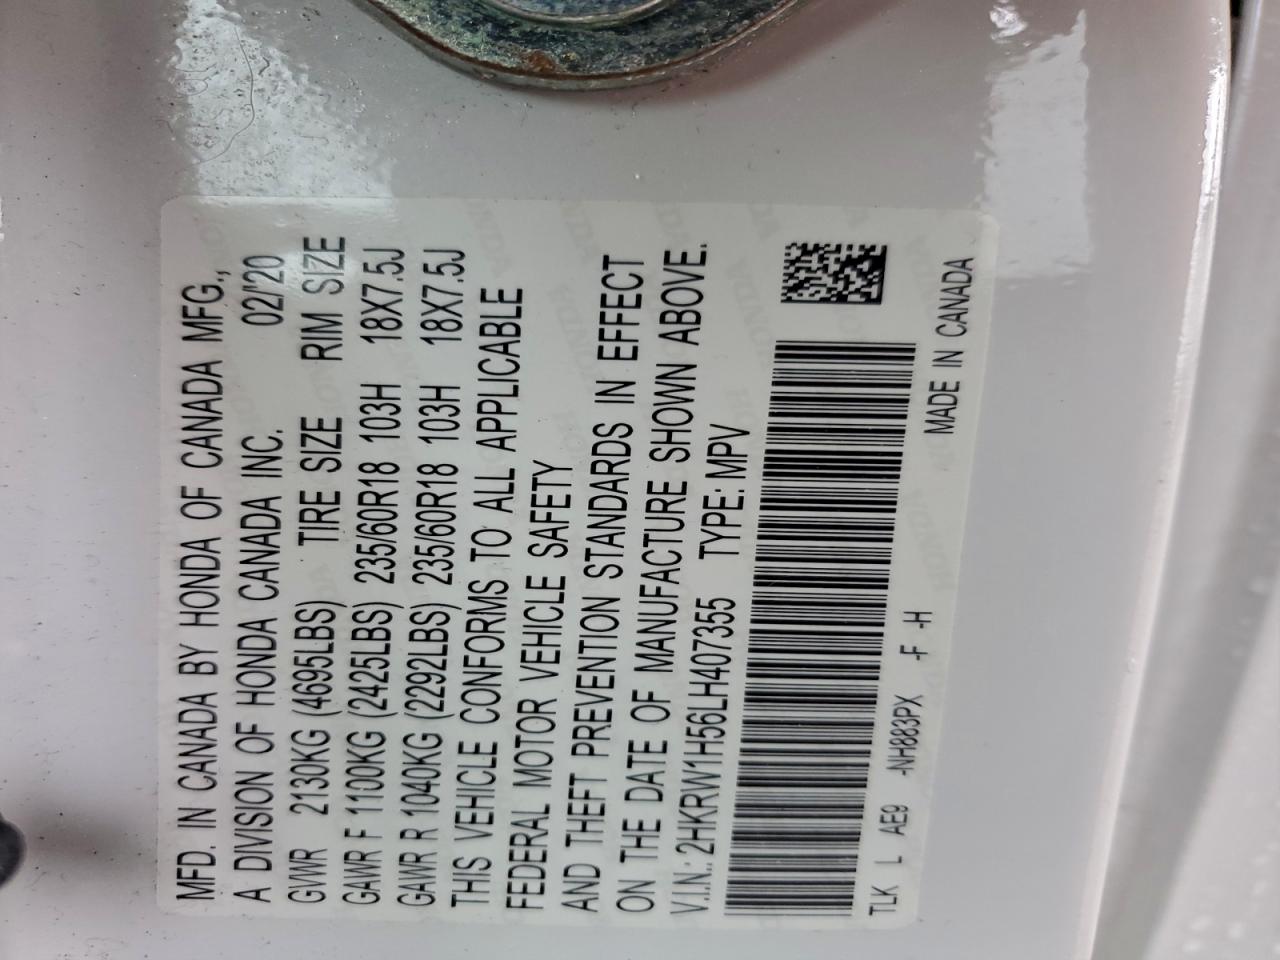 MFD. IN CANADA BY HONDA OF CANADA MFG.,
A DIVISION OF HONDA CANADA INC. 02/'20
GVWR 2130KG (4695LBS) TIRE SIZE RIM SIZE
GAWR F 1100KG (2425LBS) 235/60R18 103H 18X7.5J
GAWR R 1040KG (2292LBS) 235/60R18 103H 18X7.5J
THIS VEHICLE CONFORMS TO ALL APPLICABLE
FEDERAL MOTOR VEHICLE SAFETY
AND THEFT PREVENTION STANDARDS IN EFFECT
ON THE DATE OF MANUFACTURE SHOWN ABOVE.
V.I.N.: 2HKRW1H56LH407355 TYPE: MPV
TLK L AE9 -NH883PX -F -H
MADE IN CANADA